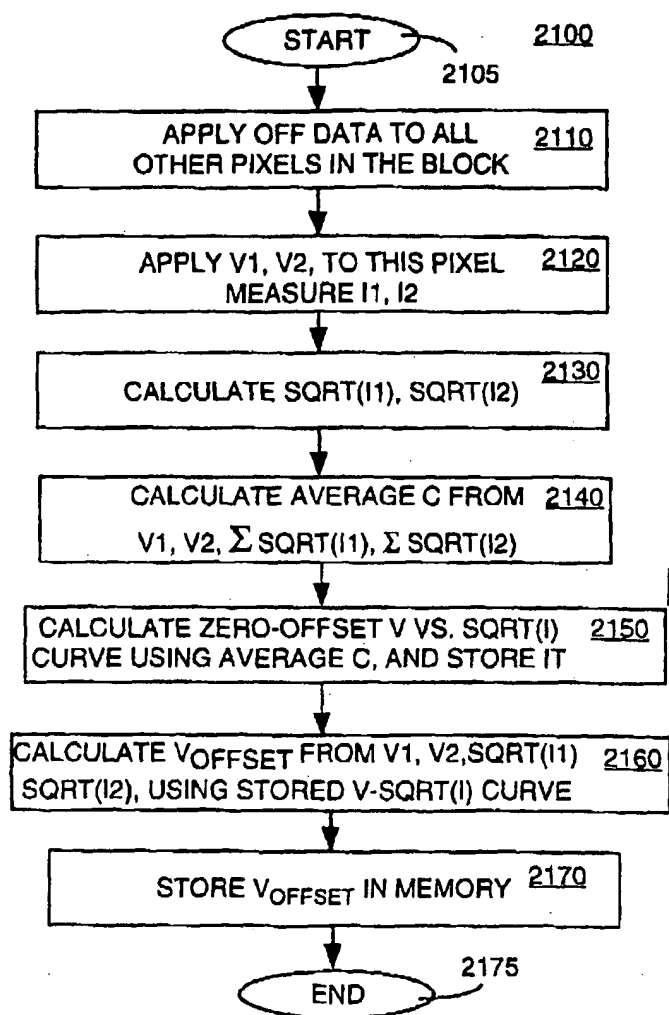 START
2100
2105
APPLY OFF DATA TO ALL 2110
OTHER PIXELS IN THE BLOCK
APPLY V1, V2, TO THIS PIXEL 2120
MEASURE I1, I2
2130
CALCULATE SQRT(I1), SQRT(I2)
CALCULATE AVERAGE C FROM 2140
V1, V2, Σ SQRT(I1), Σ SQRT(I2)
CALCULATE ZERO-OFFSET V VS. SQRT(I) 2150
CURVE USING AVERAGE C, AND STORE IT
CALCULATE VOFFSET FROM V1, V2,SQRT(I1) 2160
SQRT(I2), USING STORED V-SQRT(I) CURVE
STORE VOFFSET IN MEMORY 2170
2175
END